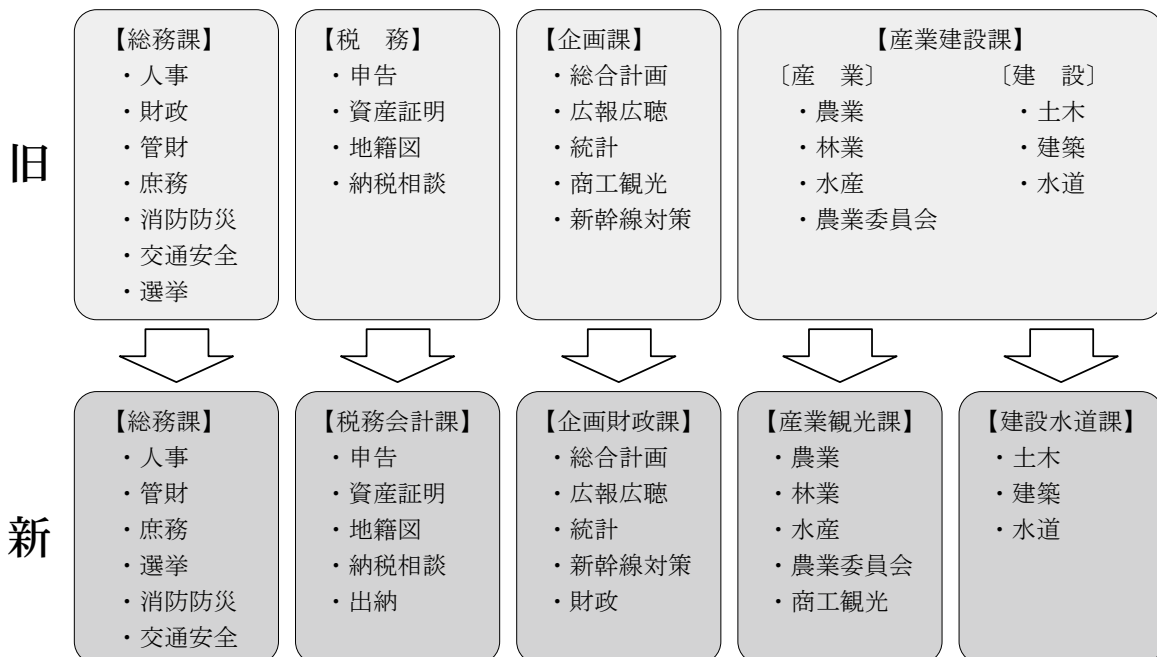 旧
【総務課】
・人事
・財政
・管財
・庶務
・消防防災
・交通安全
・選挙
【税　務】
・申告
・資産証明
・地籍図
・納税相談
【企画課】
・総合計画
・広報広聴
・統計
・商工観光
・新幹線対策
【産業建設課】
〔産　業〕
・農業
・林業
・水産
・農業委員会
〔建　設〕
・土木
・建築
・水道
新
【総務課】
・人事
・管財
・庶務
・選挙
・消防防災
・交通安全
【税務会計課】
・申告
・資産証明
・地籍図
・納税相談
・出納
【企画財政課】
・総合計画
・広報広聴
・統計
・新幹線対策
・財政
【産業観光課】
・農業
・林業
・水産
・農業委員会
・商工観光
【建設水道課】
・土木
・建築
・水道